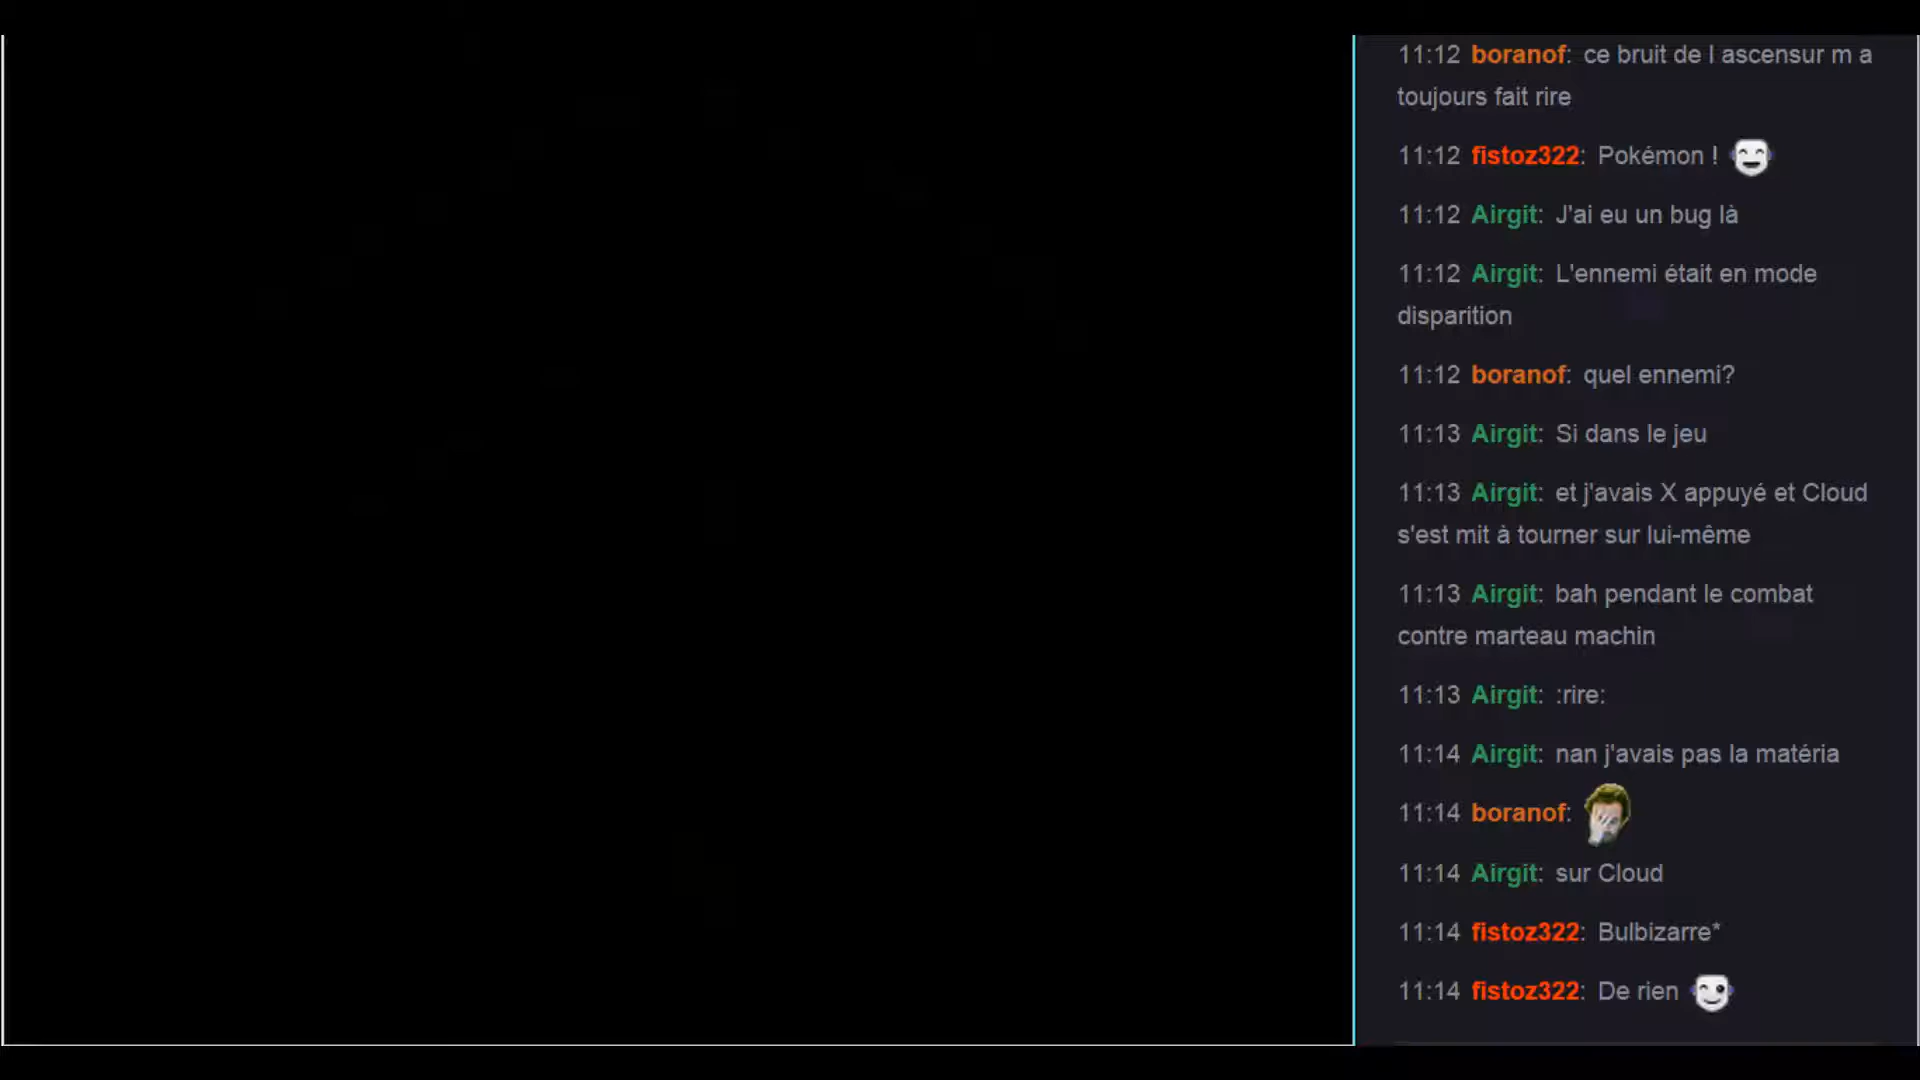 11:12 boranof: ce bruit de l ascensur m a
toujours fait rire
11:12 fistoz322: Pokémon !
11:12 Airgit: J'ai eu un bug là
11:12 Airgit: L'ennemi était en mode
disparition
11:12 boranof: quel ennemi?
11:13 Airgit: Si dans le jeu
11:13 Airgit: et j'avais X appuyé et Cloud
s'est mit à tourner sur lui-même
11:13 Airgit: bah pendant le combat
contre marteau machin
11:13 Airgit: :rire:
11:14 Airgit: nan j'avais pas la matéria
11:14 boranof:
11:14 Airgit: sur Cloud
11:14 fistoz322: Bulbizarre*
11:14 fistoz322: De rien